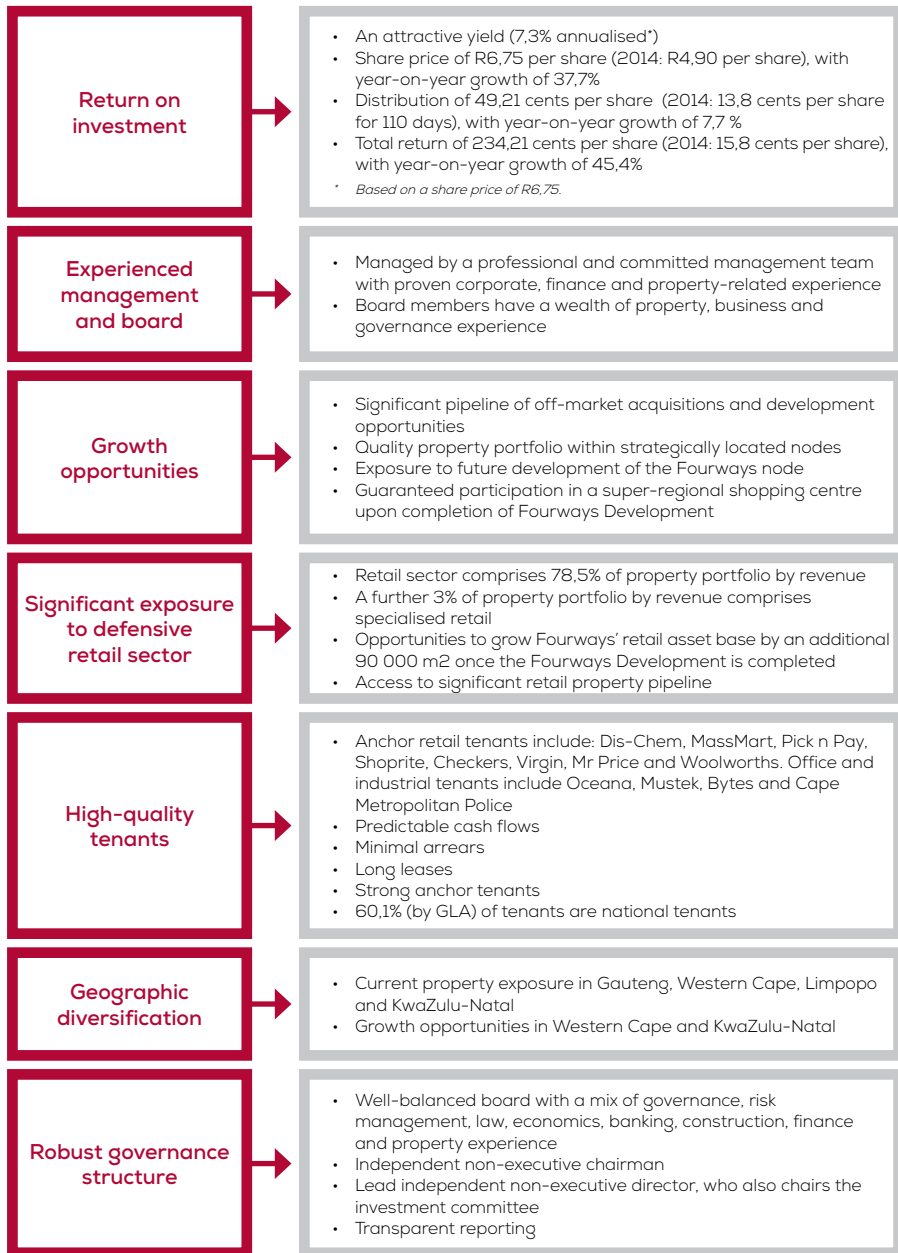 Return on
investment
• An attractive yield (7,3% annualised*)
• Share price of R6,75 per share (2014: R4,90 per share), with
year-on-year growth of 37,7%
• Distribution of 49,21 cents per share (2014: 13,8 cents per share
for 110 days), with year-on-year growth of 7,7 %
• Total return of 234,21 cents per share (2014: 15,8 cents per share),
with year-on-year growth of 45,4%
* Based on a share price of R6,75.
Experienced
management
and board
• Managed by a professional and committed management team
with proven corporate, finance and property-related experience
• Board members have a wealth of property, business and
governance experience
Growth
opportunities
• Significant pipeline of off-market acquisitions and development
opportunities
• Quality property portfolio within strategically located nodes
• Exposure to future development of the Fourways node
• Guaranteed participation in a super-regional shopping centre
upon completion of Fourways Development
Significant exposure
to defensive
retail sector
• Retail sector comprises 78,5% of property portfolio by revenue
• A further 3% of property portfolio by revenue comprises
specialised retail
• Opportunities to grow Fourways' retail asset base by an additional
90 000 m2 once the Fourways Development is completed
• Access to significant retail property pipeline
High-quality
tenants
• Anchor retail tenants include: Dis-Chem, MassMart, Pick n Pay,
Shoprite, Checkers, Virgin, Mr Price and Woolworths. Office and
industrial tenants include Oceana, Mustek, Bytes and Cape
Metropolitan Police
• Predictable cash flows
• Minimal arrears
• Long leases
• Strong anchor tenants
• 60,1% (by GLA) of tenants are national tenants
Geographic
diversification
• Current property exposure in Gauteng, Western Cape, Limpopo
and KwaZulu-Natal
• Growth opportunities in Western Cape and KwaZulu-Natal
Robust governance
structure
• Well-balanced board with a mix of governance, risk
management, law, economics, banking, construction, finance
and property experience
• Independent non-executive chairman
• Lead independent non-executive director, who also chairs the
investment committee
• Transparent reporting